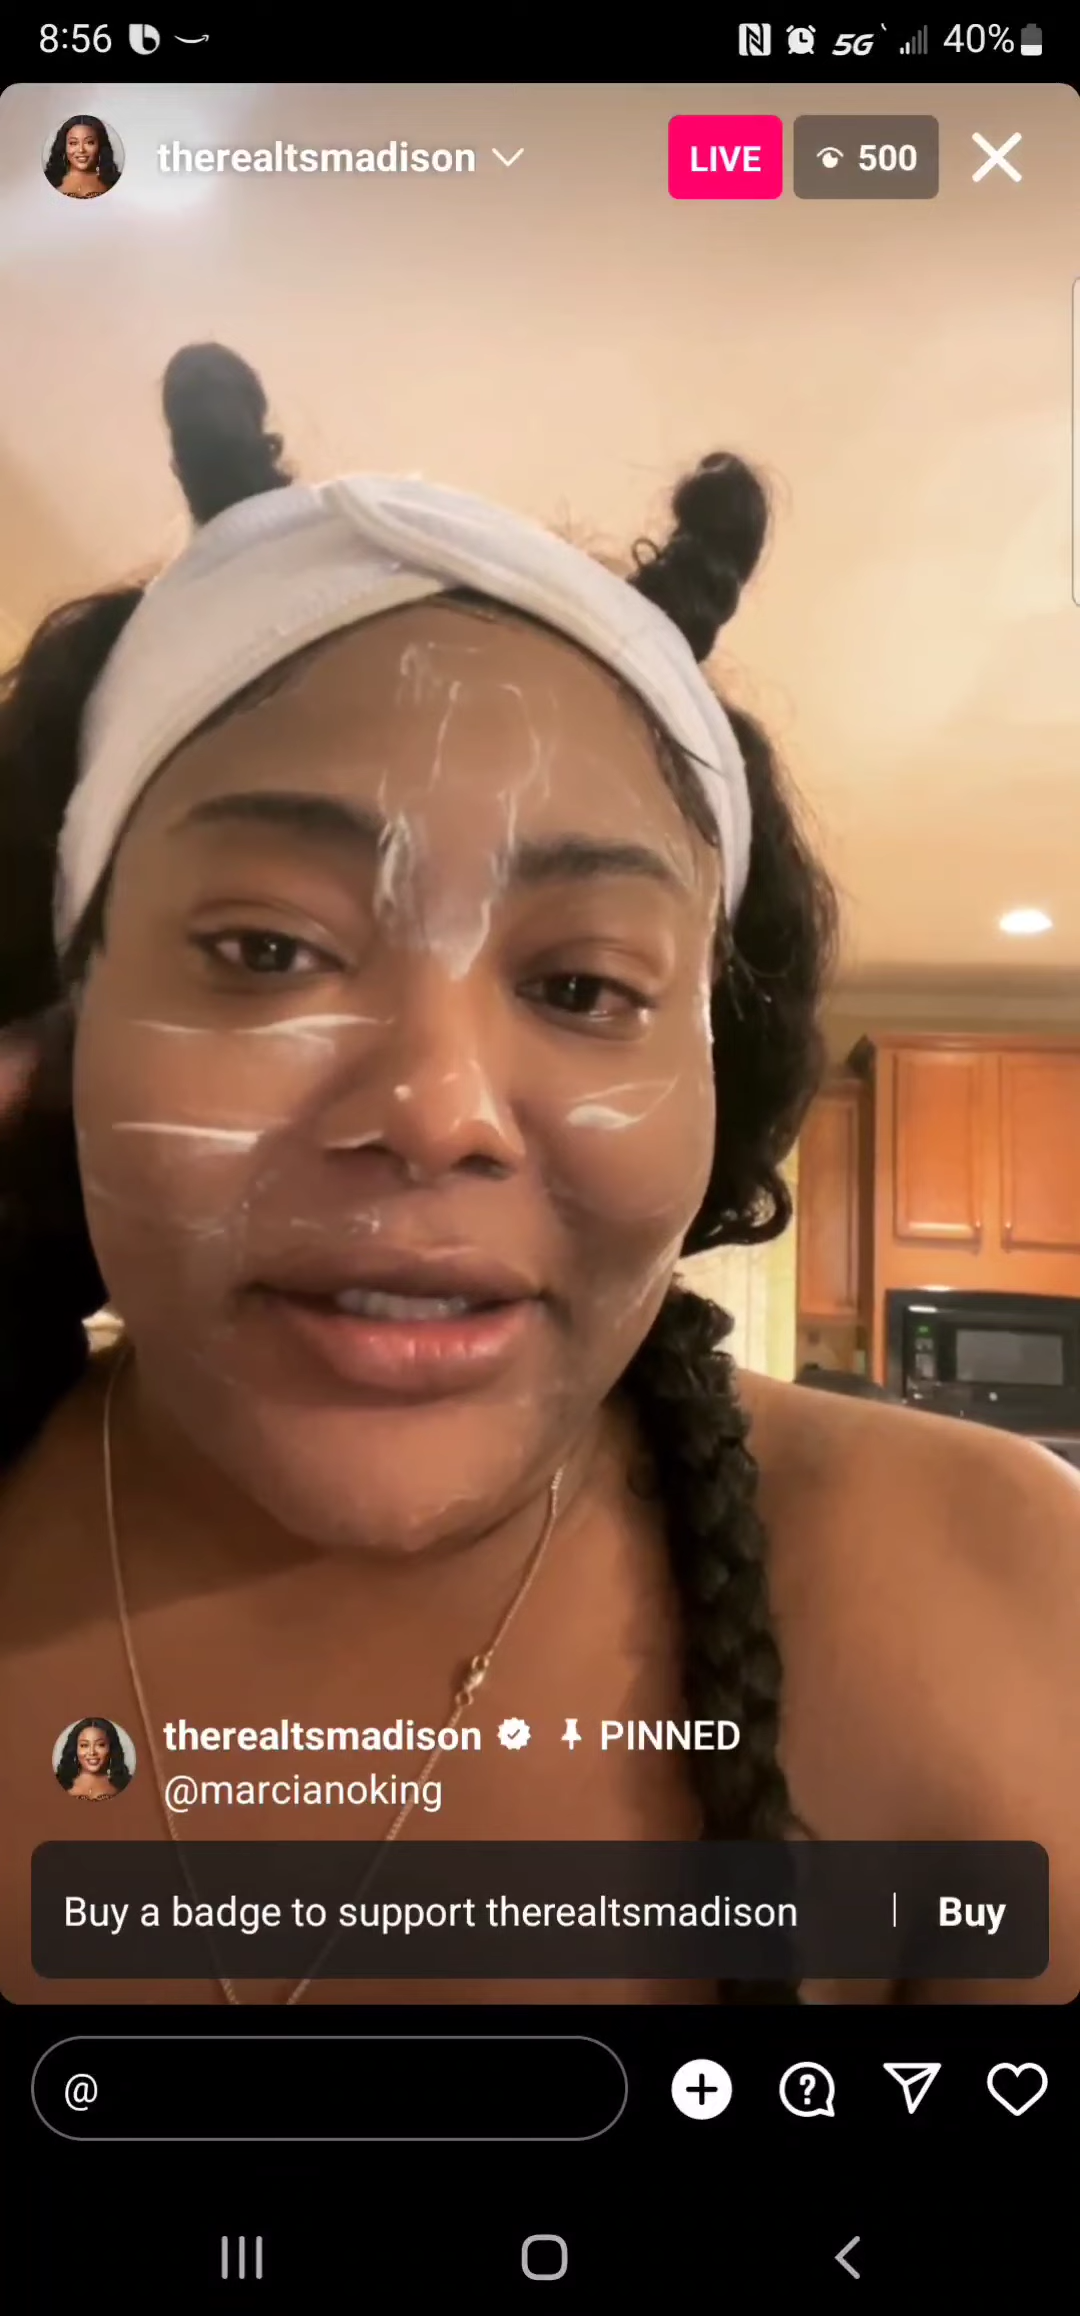 8:56
5G 40%
therealtsmadison
LIVE
500
therealtsmadison PINNED
@marcianoking
Buy a badge to support therealtsmadison | Buy
@